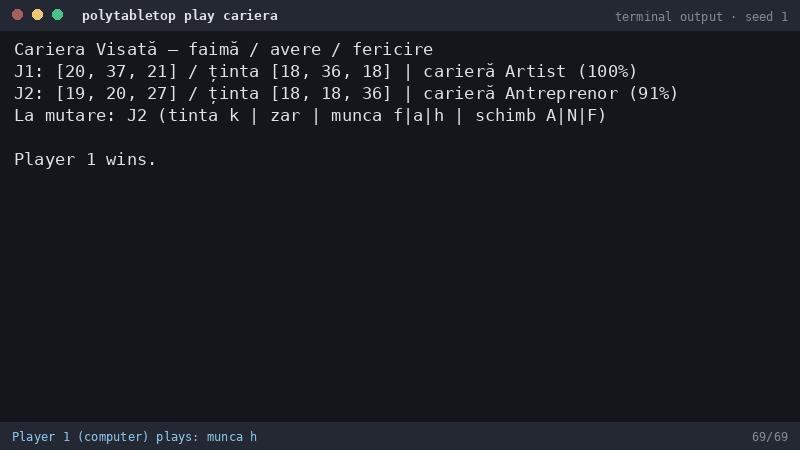 polytabletop play cariera
terminal output · seed 1
Cariera Visată — faimă / avere / fericire
J1: [20, 37, 21] / ținta [18, 36, 18] | carieră Artist (100%)
J2: [19, 20, 27] / ținta [18, 18, 36] | carieră Antreprenor (91%)
La mutare: J2 (tinta k | zar | munca f|a|h | schimb A|N|F)
Player 1 wins.
Player 1 (computer) plays: munca h
69/69